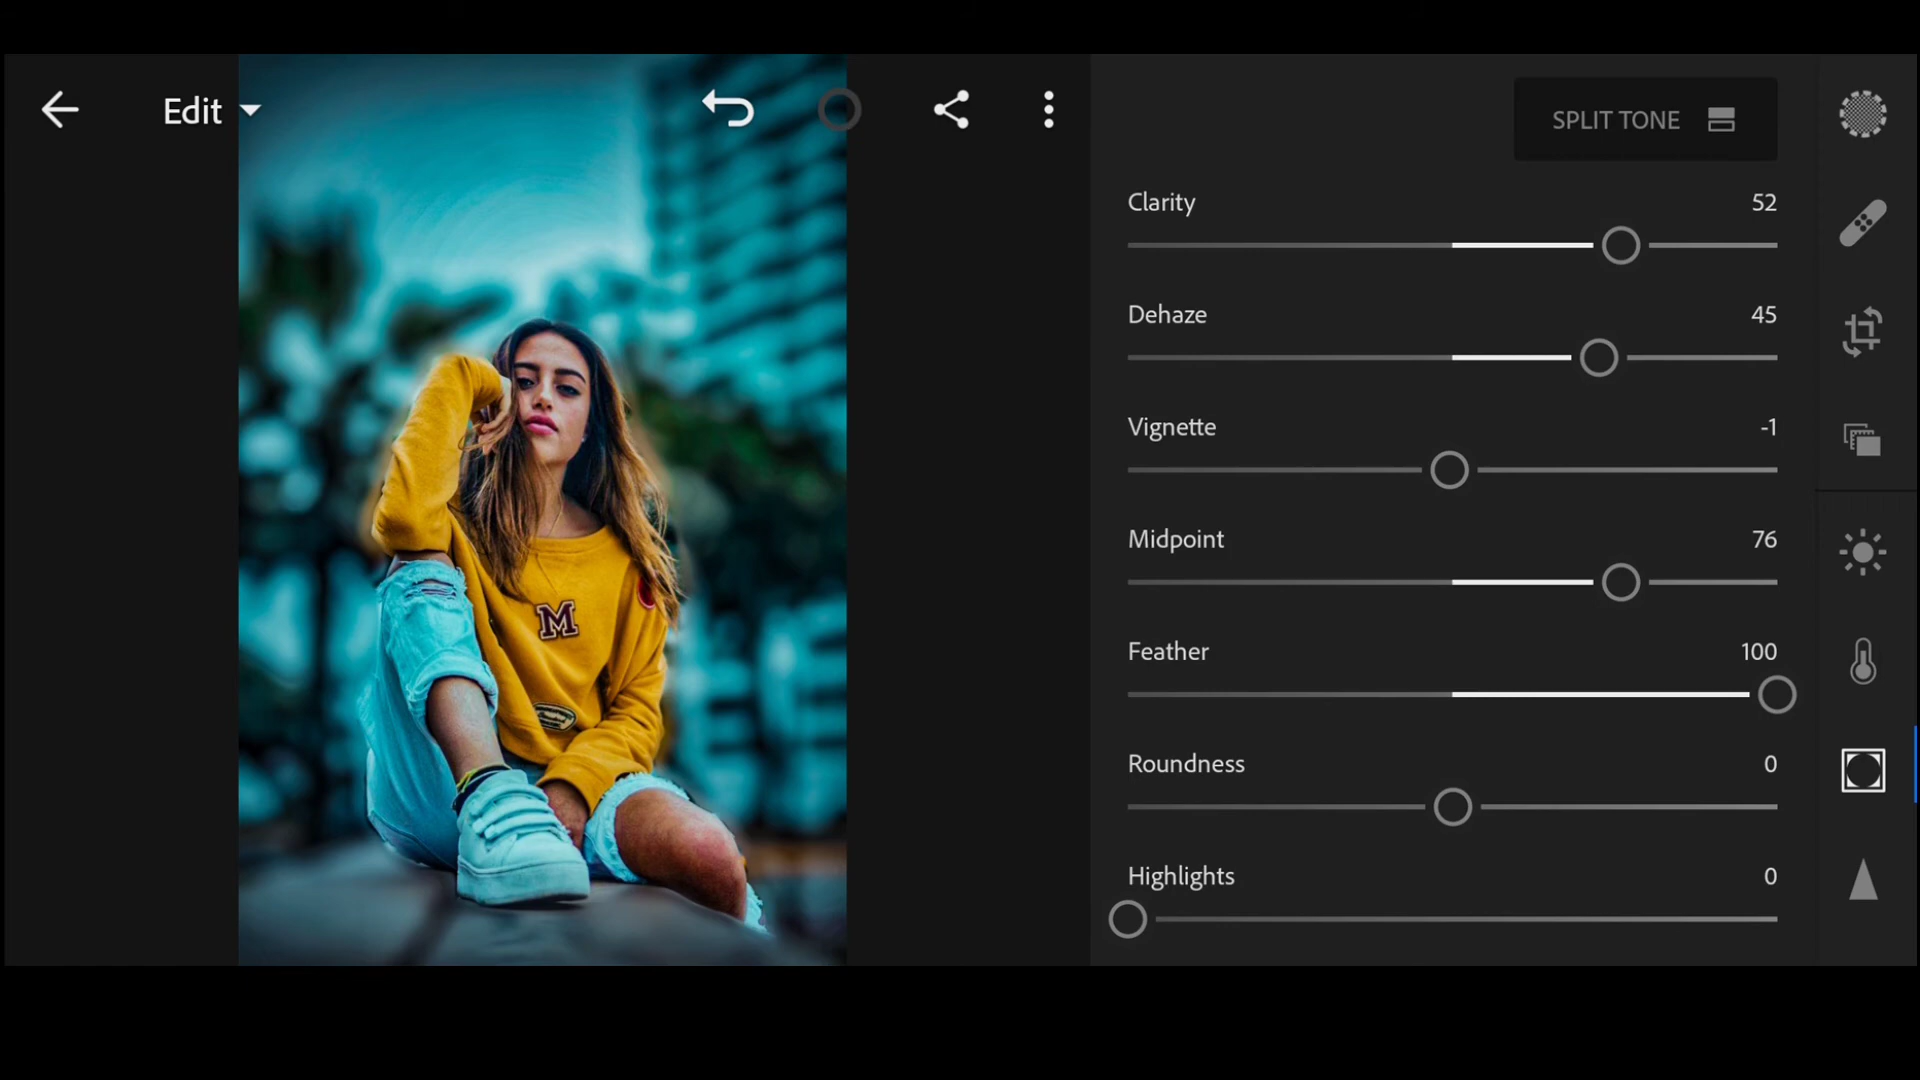 Edit
SPLIT TONE
Clarity 52
Dehaze 45
Vignette -1
Midpoint 76
Feather 100
Roundness 0
Highlights 0
M